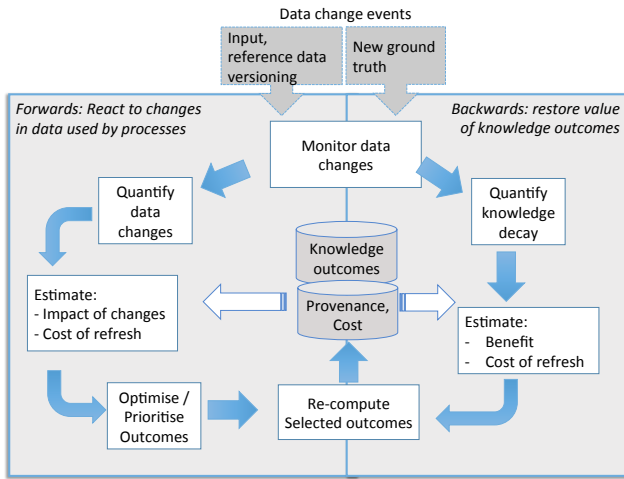 Data change events
Input,
reference data
versioning
New ground
truth
Forwards: React to changes
in data used by processes
Backwards: restore value
of knowledge outcomes
Monitor data
changes
Quantify
data
changes
Quantify
knowledge
decay
Knowledge
outcomes
Provenance,
Cost
Estimate:
- Impact of changes
- Cost of refresh
Estimate:
- Benefit
- Cost of refresh
Optimise /
Prioritise
Outcomes
Re-compute
Selected outcomes